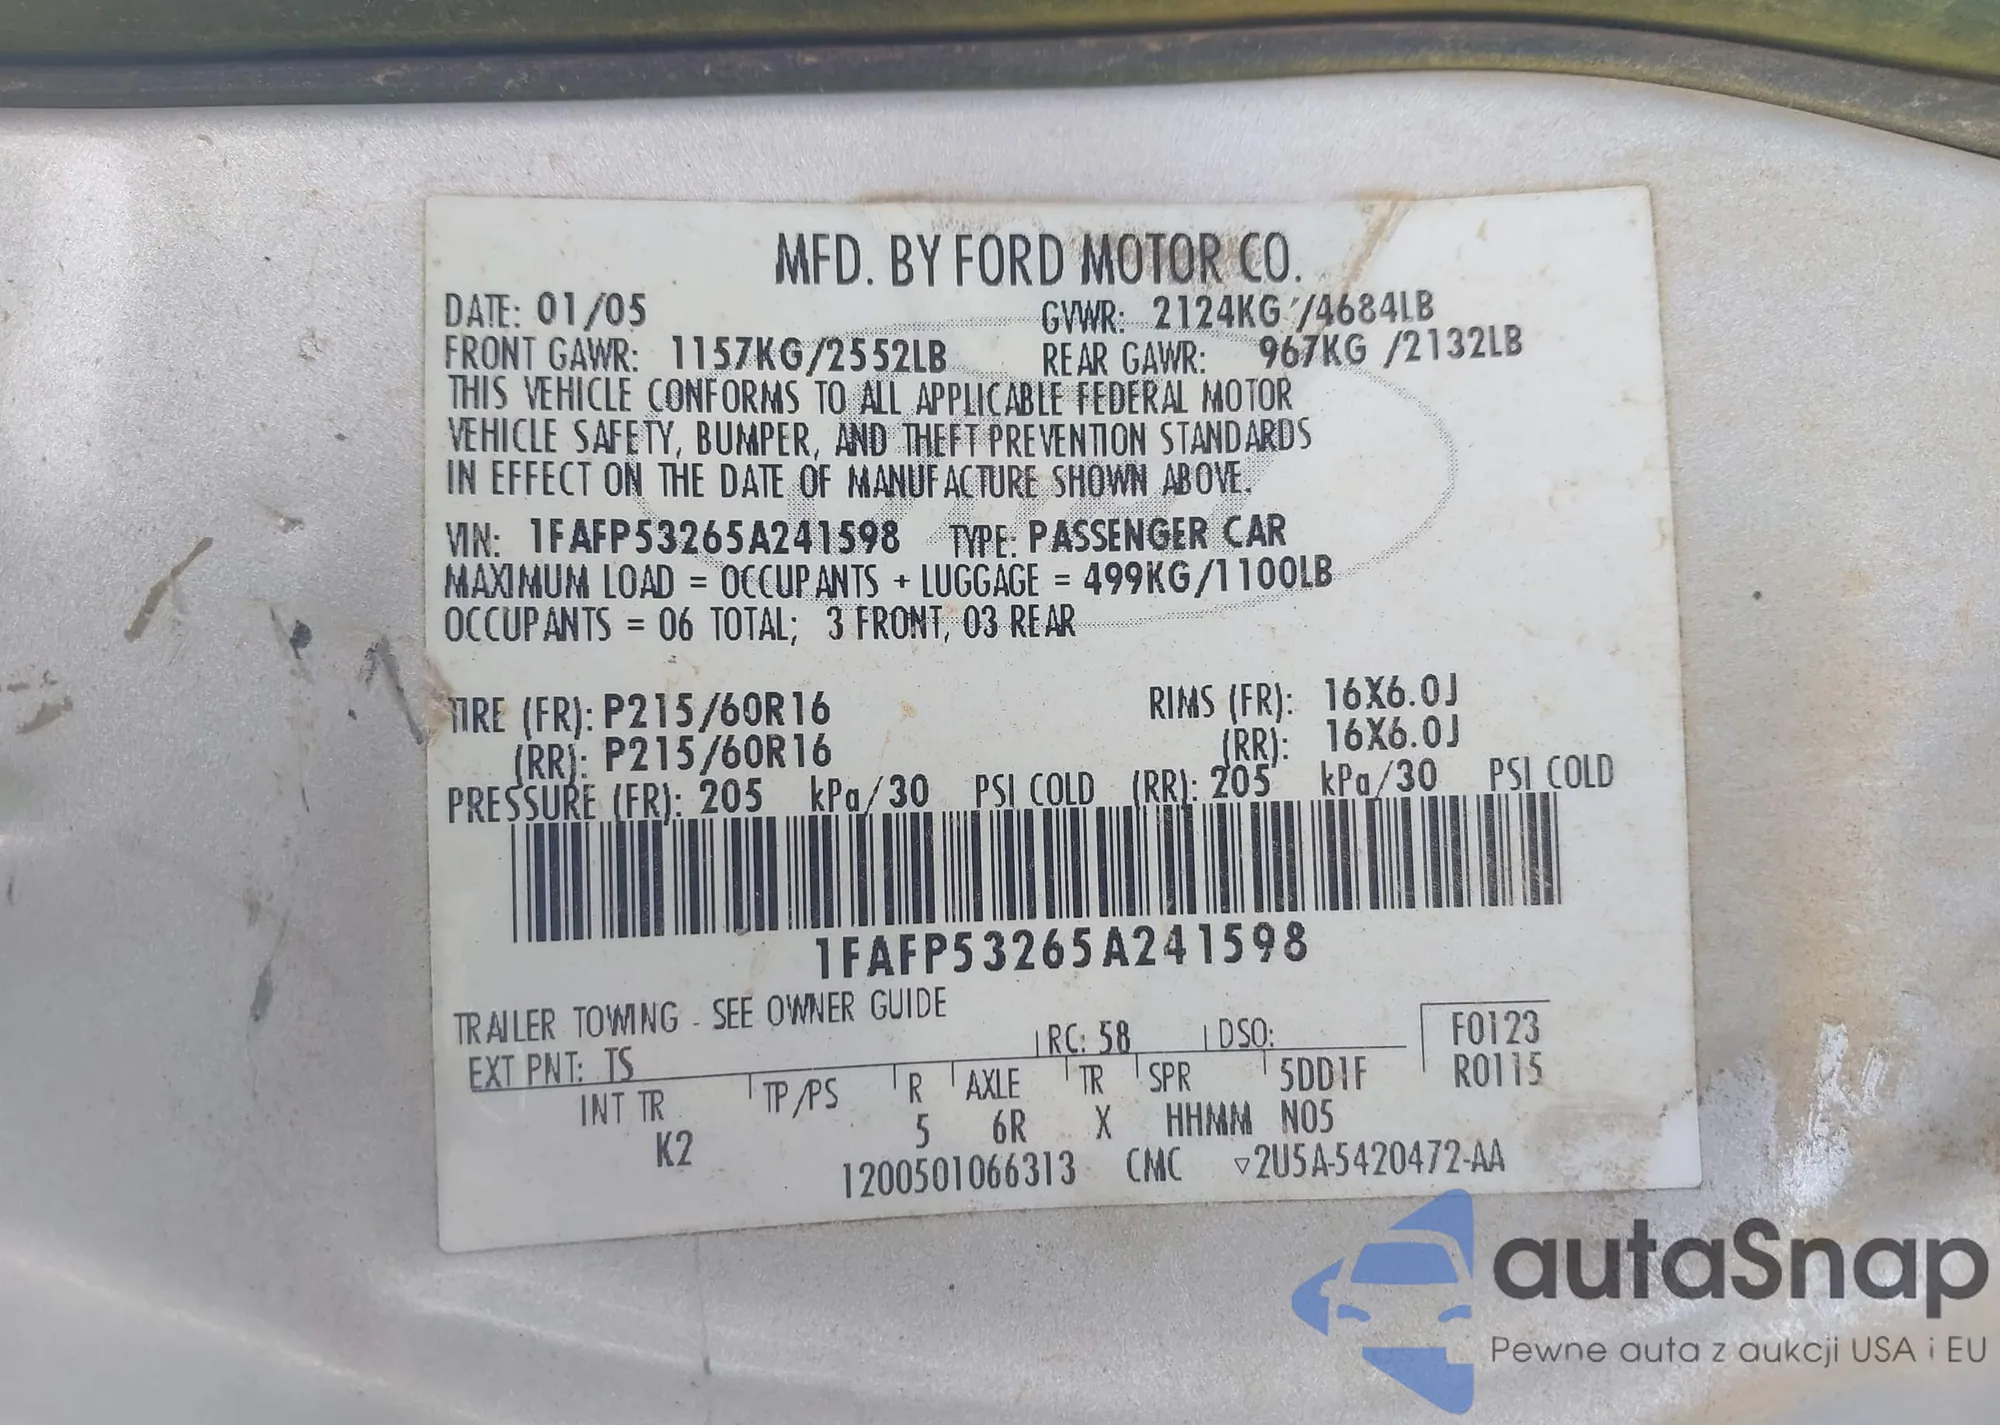 MFD. BY FORD MOTOR CO.
DATE: 01/05 GVWR: 2124KG /4684LB
FRONT GAWR: 1157KG/2552LB REAR GAWR: 967KG /2132LB
THIS VEHICLE CONFORMS TO ALL APPLICABLE FEDERAL MOTOR
VEHICLE SAFETY, BUMPER, AND THEFT PREVENTION STANDARDS
IN EFFECT ON THE DATE OF MANUFACTURE SHOWN ABOVE.
VIN: 1FAFP53265A241598 TYPE: PASSENGER CAR
MAXIMUM LOAD = OCCUPANTS + LUGGAGE = 499KG/1100LB
OCCUPANTS = 06 TOTAL; 3 FRONT, 03 REAR
TIRE (FR): P215/60R16 RIMS (FR): 16X6.0J
(RR): P215/60R16 (RR): 16X6.0J
PRESSURE (FR): 205 kPa/30 PSI COLD (RR): 205 kPa/30 PSI COLD
1FAFP53265A241598
TRAILER TOWING - SEE OWNER GUIDE
EXT PNT: TS RC: 58 DSO: F0123
INT TR TP/PS R AXLE TR SPR 5DD1F R0115
K2 5 6R X HHMM N05
1200501066313 CMC ▽2U5A-5420472-AA
autaSnap
Pewne auta z aukcji USA i EU